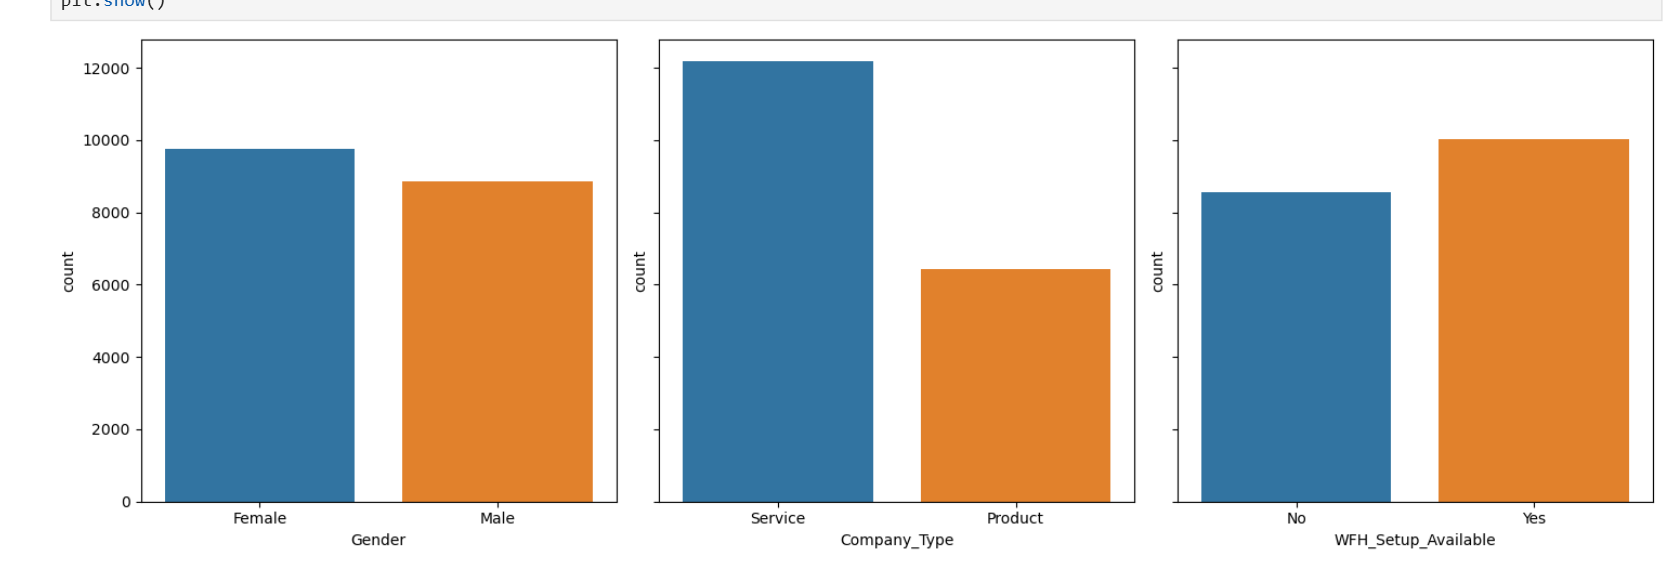 plt.show()
12000
10000
8000
6000
4000
2000
0
count
Female Male
Gender
count
Service Product
Company_Type
count
No Yes
WFH_Setup_Available